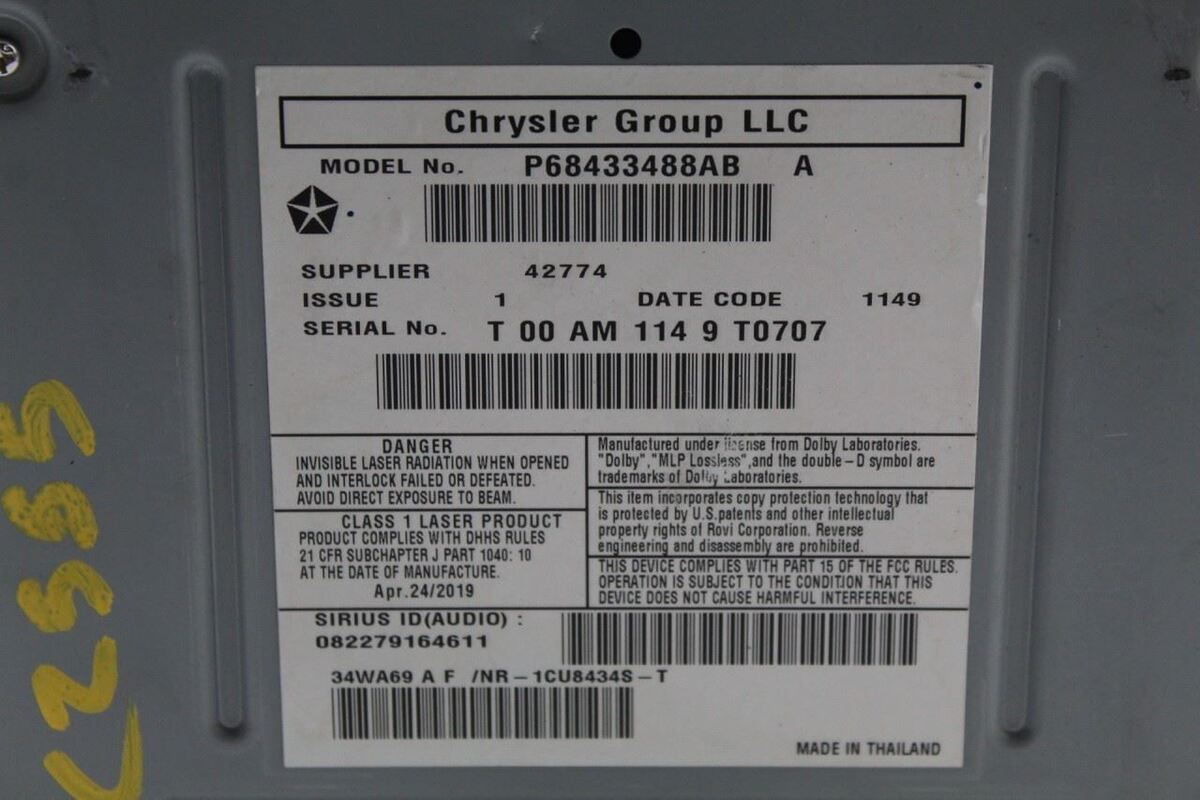 Chrysler Group LLC
MODEL No. P68433488AB A
SUPPLIER 42774
ISSUE 1 DATE CODE 1149
SERIAL No. T 00 AM 114 9 T0707
DANGER
INVISIBLE LASER RADIATION WHEN OPENED
AND INTERLOCK FAILED OR DEFEATED.
AVOID DIRECT EXPOSURE TO BEAM.
CLASS 1 LASER PRODUCT
PRODUCT COMPLIES WITH DHHS RULES
21 CFR SUBCHAPTER J PART 1040: 10
AT THE DATE OF MANUFACTURE.
Apr.24/2019
Manufactured under license from Dolby Laboratories.
"Dolby","MLP Lossless",and the double-D symbol are
trademarks of Dolby Laboratories.
This item incorporates copy protection technology that
is protected by U.S.patents and other intellectual
property rights of Rovi Corporation. Reverse
engineering and disassembly are prohibited.
THIS DEVICE COMPLIES WITH PART 15 OF THE FCC RULES.
OPERATION IS SUBJECT TO THE CONDITION THAT THIS
DEVICE DOES NOT CAUSE HARMFUL INTERFERENCE.
SIRIUS ID(AUDIO) :
082279164611
34WA69 A F /NR-1CU8434S-T
MADE IN THAILAND